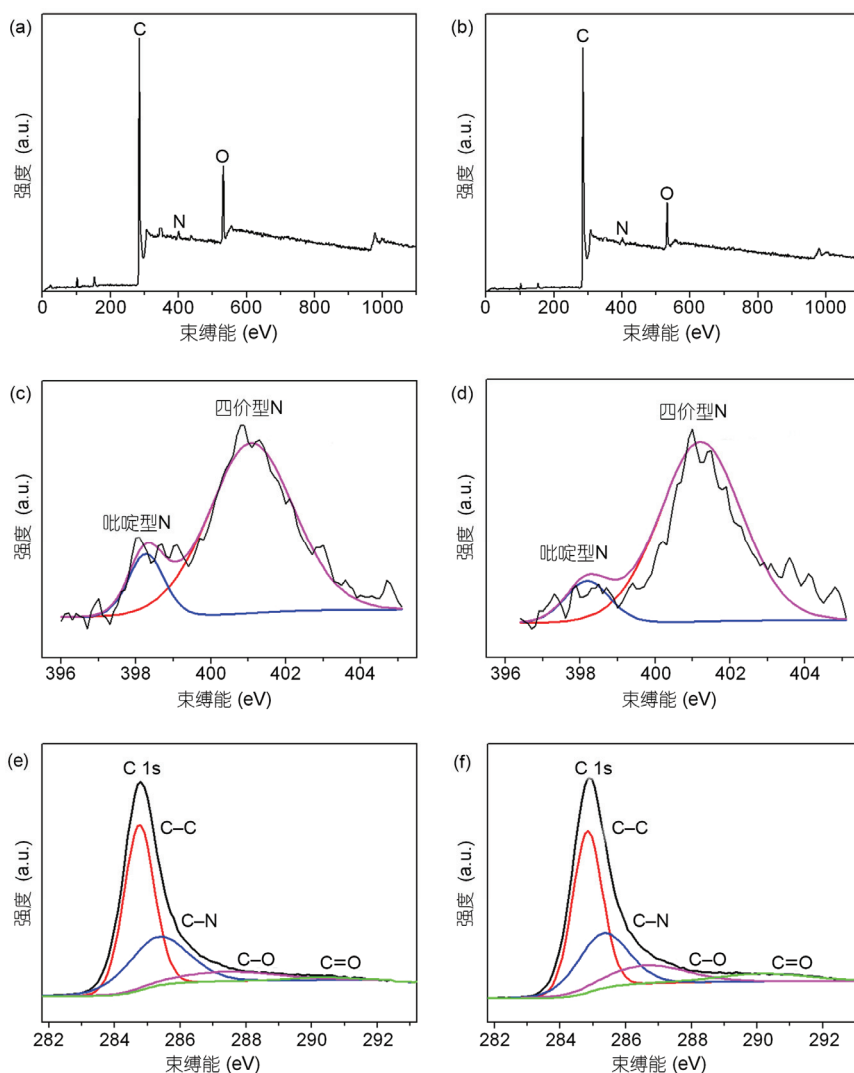 (a)
C
O
N
强度 (a.u.)
0 200 400 600 800 1000
束缚能 (eV)
(b)
C
O
N
强度 (a.u.)
0 200 400 600 800 1000
束缚能 (eV)
(c)
四价型N
吡啶型N
强度 (a.u.)
396 398 400 402 404
束缚能 (eV)
(d)
四价型N
吡啶型N
强度 (a.u.)
396 398 400 402 404
束缚能 (eV)
(e)
C 1s
C–C
C–N
C–O
C=O
强度 (a.u.)
282 284 286 288 290 292
束缚能 (eV)
(f)
C 1s
C–C
C–N
C–O
C=O
强度 (a.u.)
282 284 286 288 290 292
束缚能 (eV)